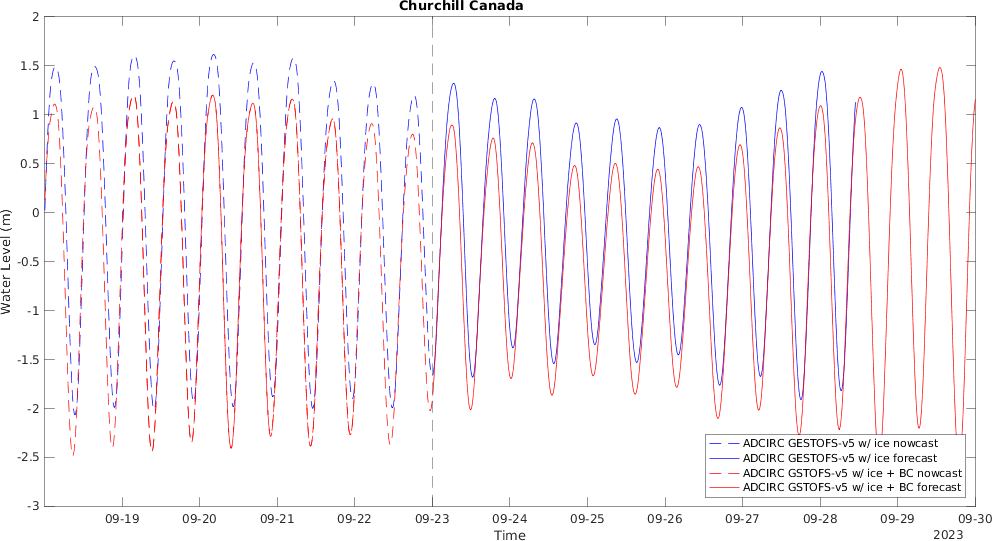 Churchill Canada
2
1.5
1
0.5
0
-0.5
-1
-1.5
-2
-2.5
-3
Water Level (m)
ADCIRC GESTOFS-v5 w/ ice nowcast
ADCIRC GESTOFS-v5 w/ ice forecast
ADCIRC GSTOFS-v5 w/ ice + BC nowcast
ADCIRC GSTOFS-v5 w/ ice + BC forecast
09-19 09-20 09-21 09-22 09-23 09-24 09-25 09-26 09-27 09-28 09-29 09-30
Time
2023